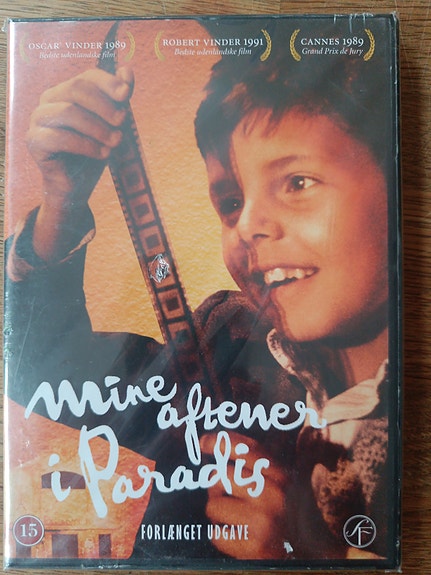 OSCAR® VINDER 1989
Bedste udenlandske film
ROBERT VINDER 1991
Bedste udenlandske film
CANNES 1989
Grand Prix de Jury
Mine
aftener
i Paradis
FORLÆNGET UDGAVE
15
SF